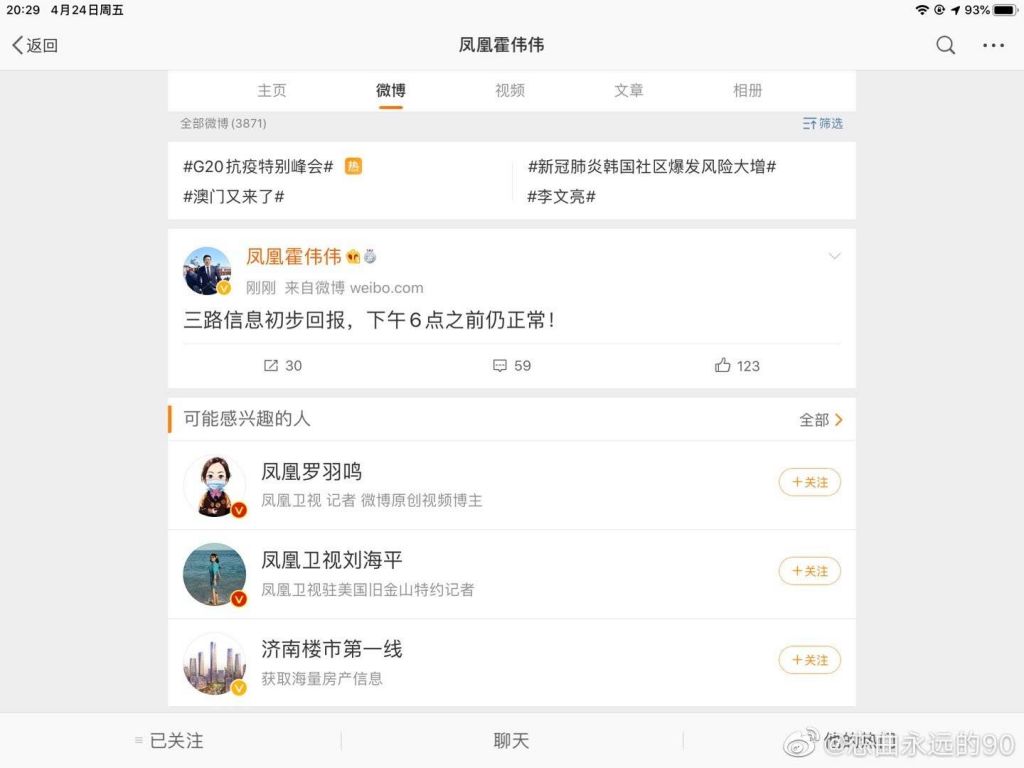 20:29 4月24日周五
93%
返回
凤凰霍伟伟
主页 微博 视频 文章 相册
全部微博(3871)
筛选
#G20抗疫特别峰会# 热
#新冠肺炎韩国社区爆发风险大增#
#澳门又来了#
#李文亮#
凤凰霍伟伟
刚刚 来自微博 weibo.com
三路信息初步回报，下午6点之前仍正常！
30
59
123
可能感兴趣的人
全部
凤凰罗羽鸣
凤凰卫视 记者 微博原创视频博主
+关注
凤凰卫视刘海平
凤凰卫视驻美国旧金山特约记者
+关注
济南楼市第一线
获取海量房产信息
+关注
已关注
聊天
他的热门
永远的90